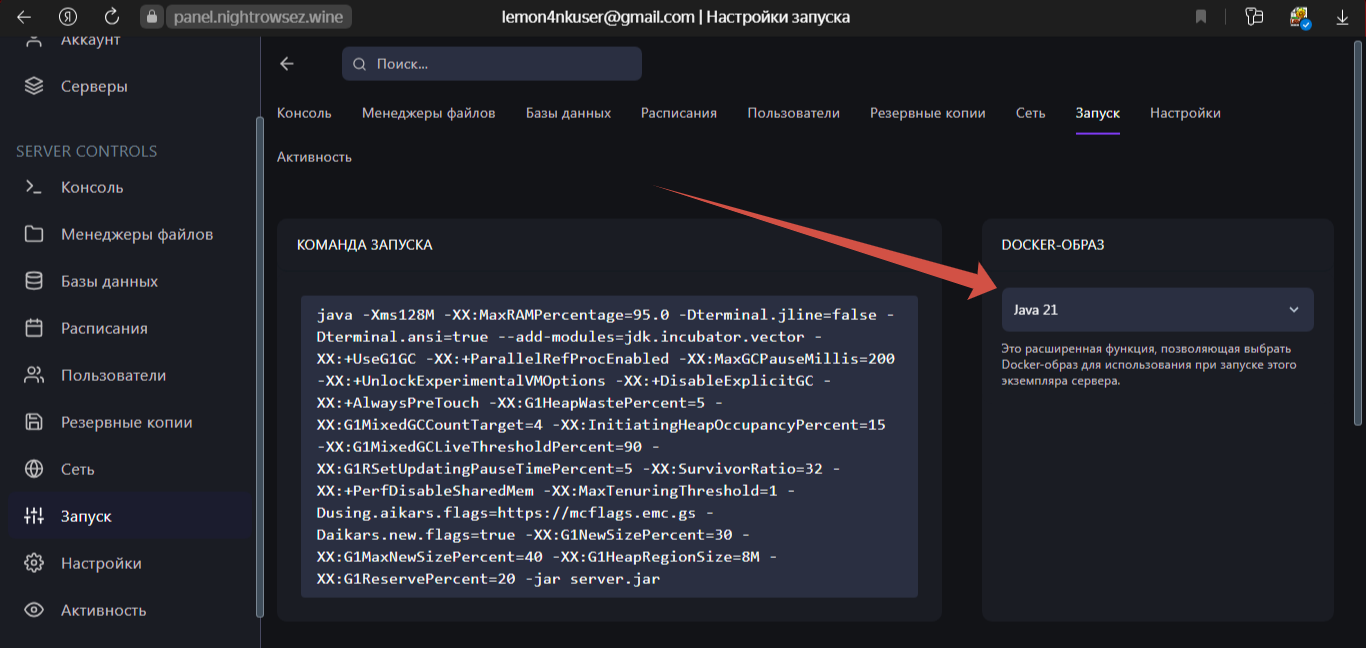 panel.nightrowsez.wine
lemon4nkuser@gmail.com | Настройки запуска
Аккаунт
Серверы
SERVER CONTROLS
Консоль
Менеджеры файлов
Базы данных
Расписания
Пользователи
Резервные копии
Сеть
Запуск
Настройки
Активность
Поиск...
Консоль Менеджеры файлов Базы данных Расписания Пользователи Резервные копии Сеть Запуск Настройки
Активность
КОМАНДА ЗАПУСКА
java -Xms128M -XX:MaxRAMPercentage=95.0 -Dterminal.jline=false -
Dterminal.ansi=true --add-modules=jdk.incubator.vector -
XX:+UseG1GC -XX:+ParallelRefProcEnabled -XX:MaxGCPauseMillis=200
-XX:+UnlockExperimentalVMOptions -XX:+DisableExplicitGC -
XX:+AlwaysPreTouch -XX:G1HeapWastePercent=5 -
XX:G1MixedGCCountTarget=4 -XX:InitiatingHeapOccupancyPercent=15
-XX:G1MixedGCLiveThresholdPercent=90 -
XX:G1RSetUpdatingPauseTimePercent=5 -XX:SurvivorRatio=32 -
XX:+PerfDisableSharedMem -XX:MaxTenuringThreshold=1 -
Dusing.aikars.flags=https://mcflags.emc.gs -
Daikars.new.flags=true -XX:G1NewSizePercent=30 -
XX:G1MaxNewSizePercent=40 -XX:G1HeapRegionSize=8M -
XX:G1ReservePercent=20 -jar server.jar
DOCKER-ОБРАЗ
Java 21
Это расширенная функция, позволяющая выбрать
Docker-образ для использования при запуске этого
экземпляра сервера.